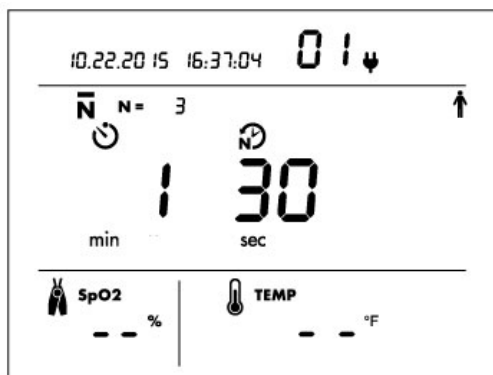 10.22.2015 16:37:04 01
N N = 3
N
1 30
min sec
SpO2 TEMP
-- % -- °F